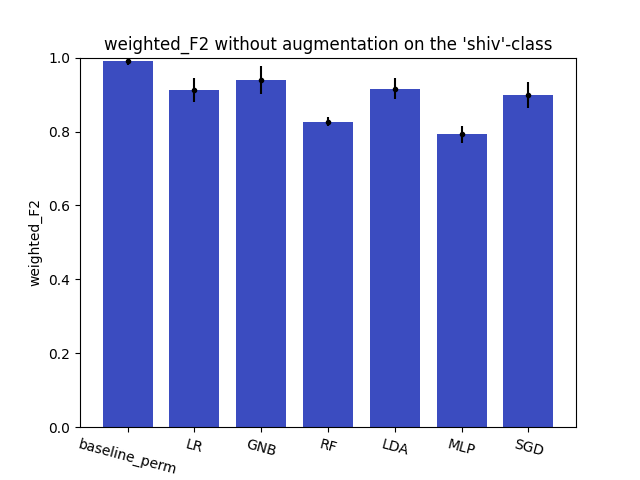 weighted_F2 without augmentation on the 'shiv'-class
weighted_F2
1.0
0.8
0.6
0.4
0.2
0.0
baseline_perm
LR
GNB
RF
LDA
MLP
SGD